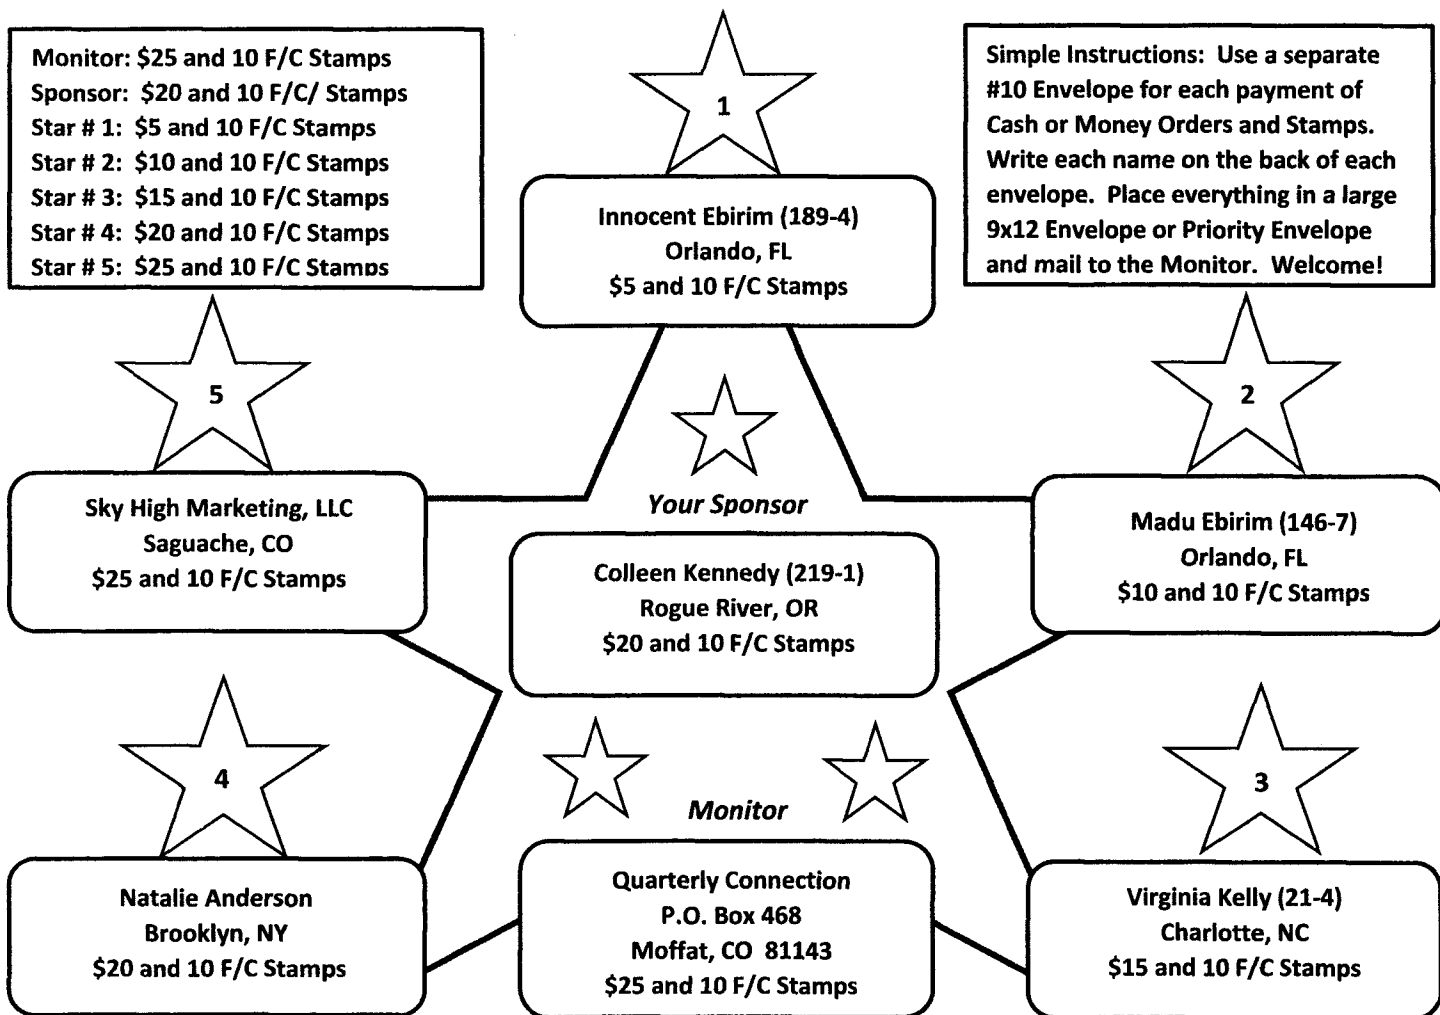 Monitor: $25 and 10 F/C Stamps
Sponsor: $20 and 10 F/C/ Stamps
Star # 1: $5 and 10 F/C Stamps
Star # 2: $10 and 10 F/C Stamps
Star # 3: $15 and 10 F/C Stamps
Star # 4: $20 and 10 F/C Stamps
Star # 5: $25 and 10 F/C Stamps
1
Innocent Ebirim (189-4)
Orlando, FL
$5 and 10 F/C Stamps
Simple Instructions: Use a separate
#10 Envelope for each payment of
Cash or Money Orders and Stamps.
Write each name on the back of each
envelope. Place everything in a large
9x12 Envelope or Priority Envelope
and mail to the Monitor. Welcome!
5
Sky High Marketing, LLC
Saguache, CO
$25 and 10 F/C Stamps
Your Sponsor
Colleen Kennedy (219-1)
Rogue River, OR
$20 and 10 F/C Stamps
2
Madu Ebirim (146-7)
Orlando, FL
$10 and 10 F/C Stamps
4
Natalie Anderson
Brooklyn, NY
$20 and 10 F/C Stamps
Monitor
Quarterly Connection
P.O. Box 468
Moffat, CO 81143
$25 and 10 F/C Stamps
3
Virginia Kelly (21-4)
Charlotte, NC
$15 and 10 F/C Stamps